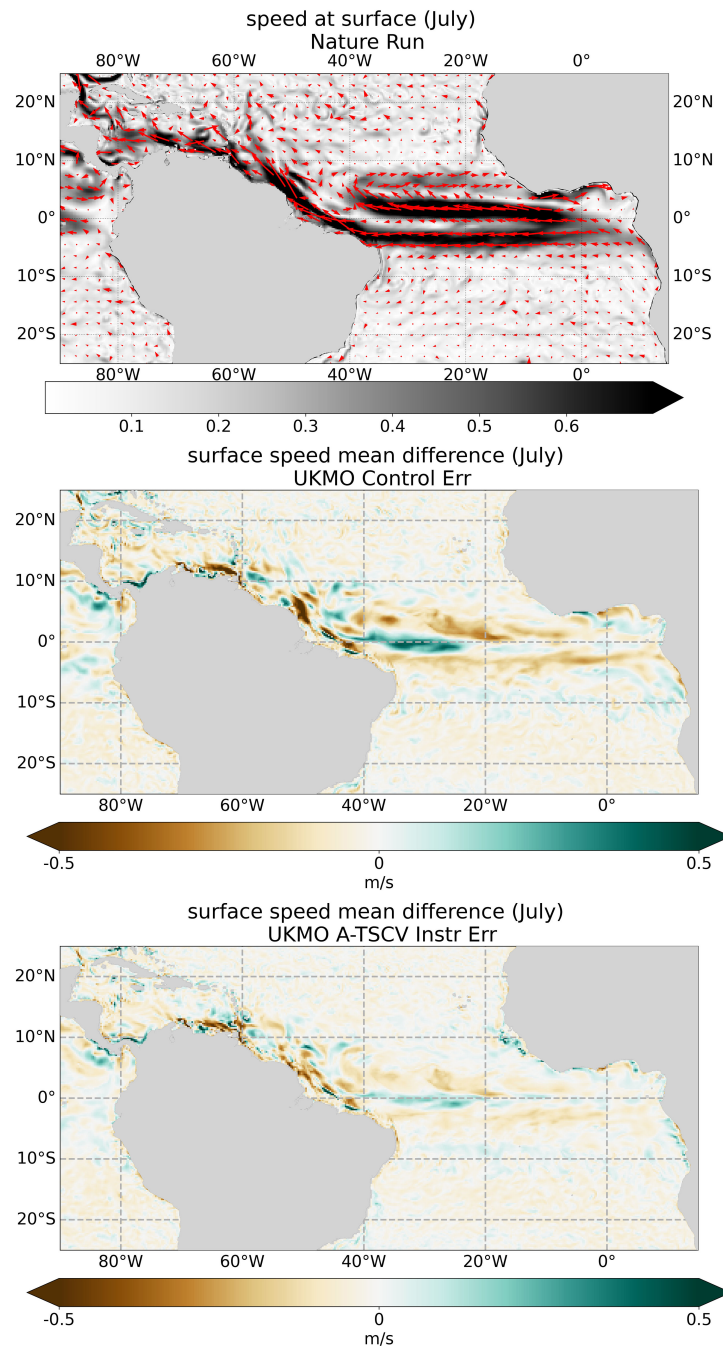 speed at surface (July)
Nature Run
80°W 60°W 40°W 20°W 0°
20°N 20°N
10°N 10°N
0° 0°
10°S 10°S
20°S 20°S
80°W 60°W 40°W 20°W 0°
0.1 0.2 0.3 0.4 0.5 0.6
surface speed mean difference (July)
UKMO Control Err
20°N
10°N
0°
10°S
20°S
80°W 60°W 40°W 20°W 0°
-0.5 0 0.5
m/s
surface speed mean difference (July)
UKMO A-TSCV Instr Err
20°N
10°N
0°
10°S
20°S
80°W 60°W 40°W 20°W 0°
-0.5 0 0.5
m/s